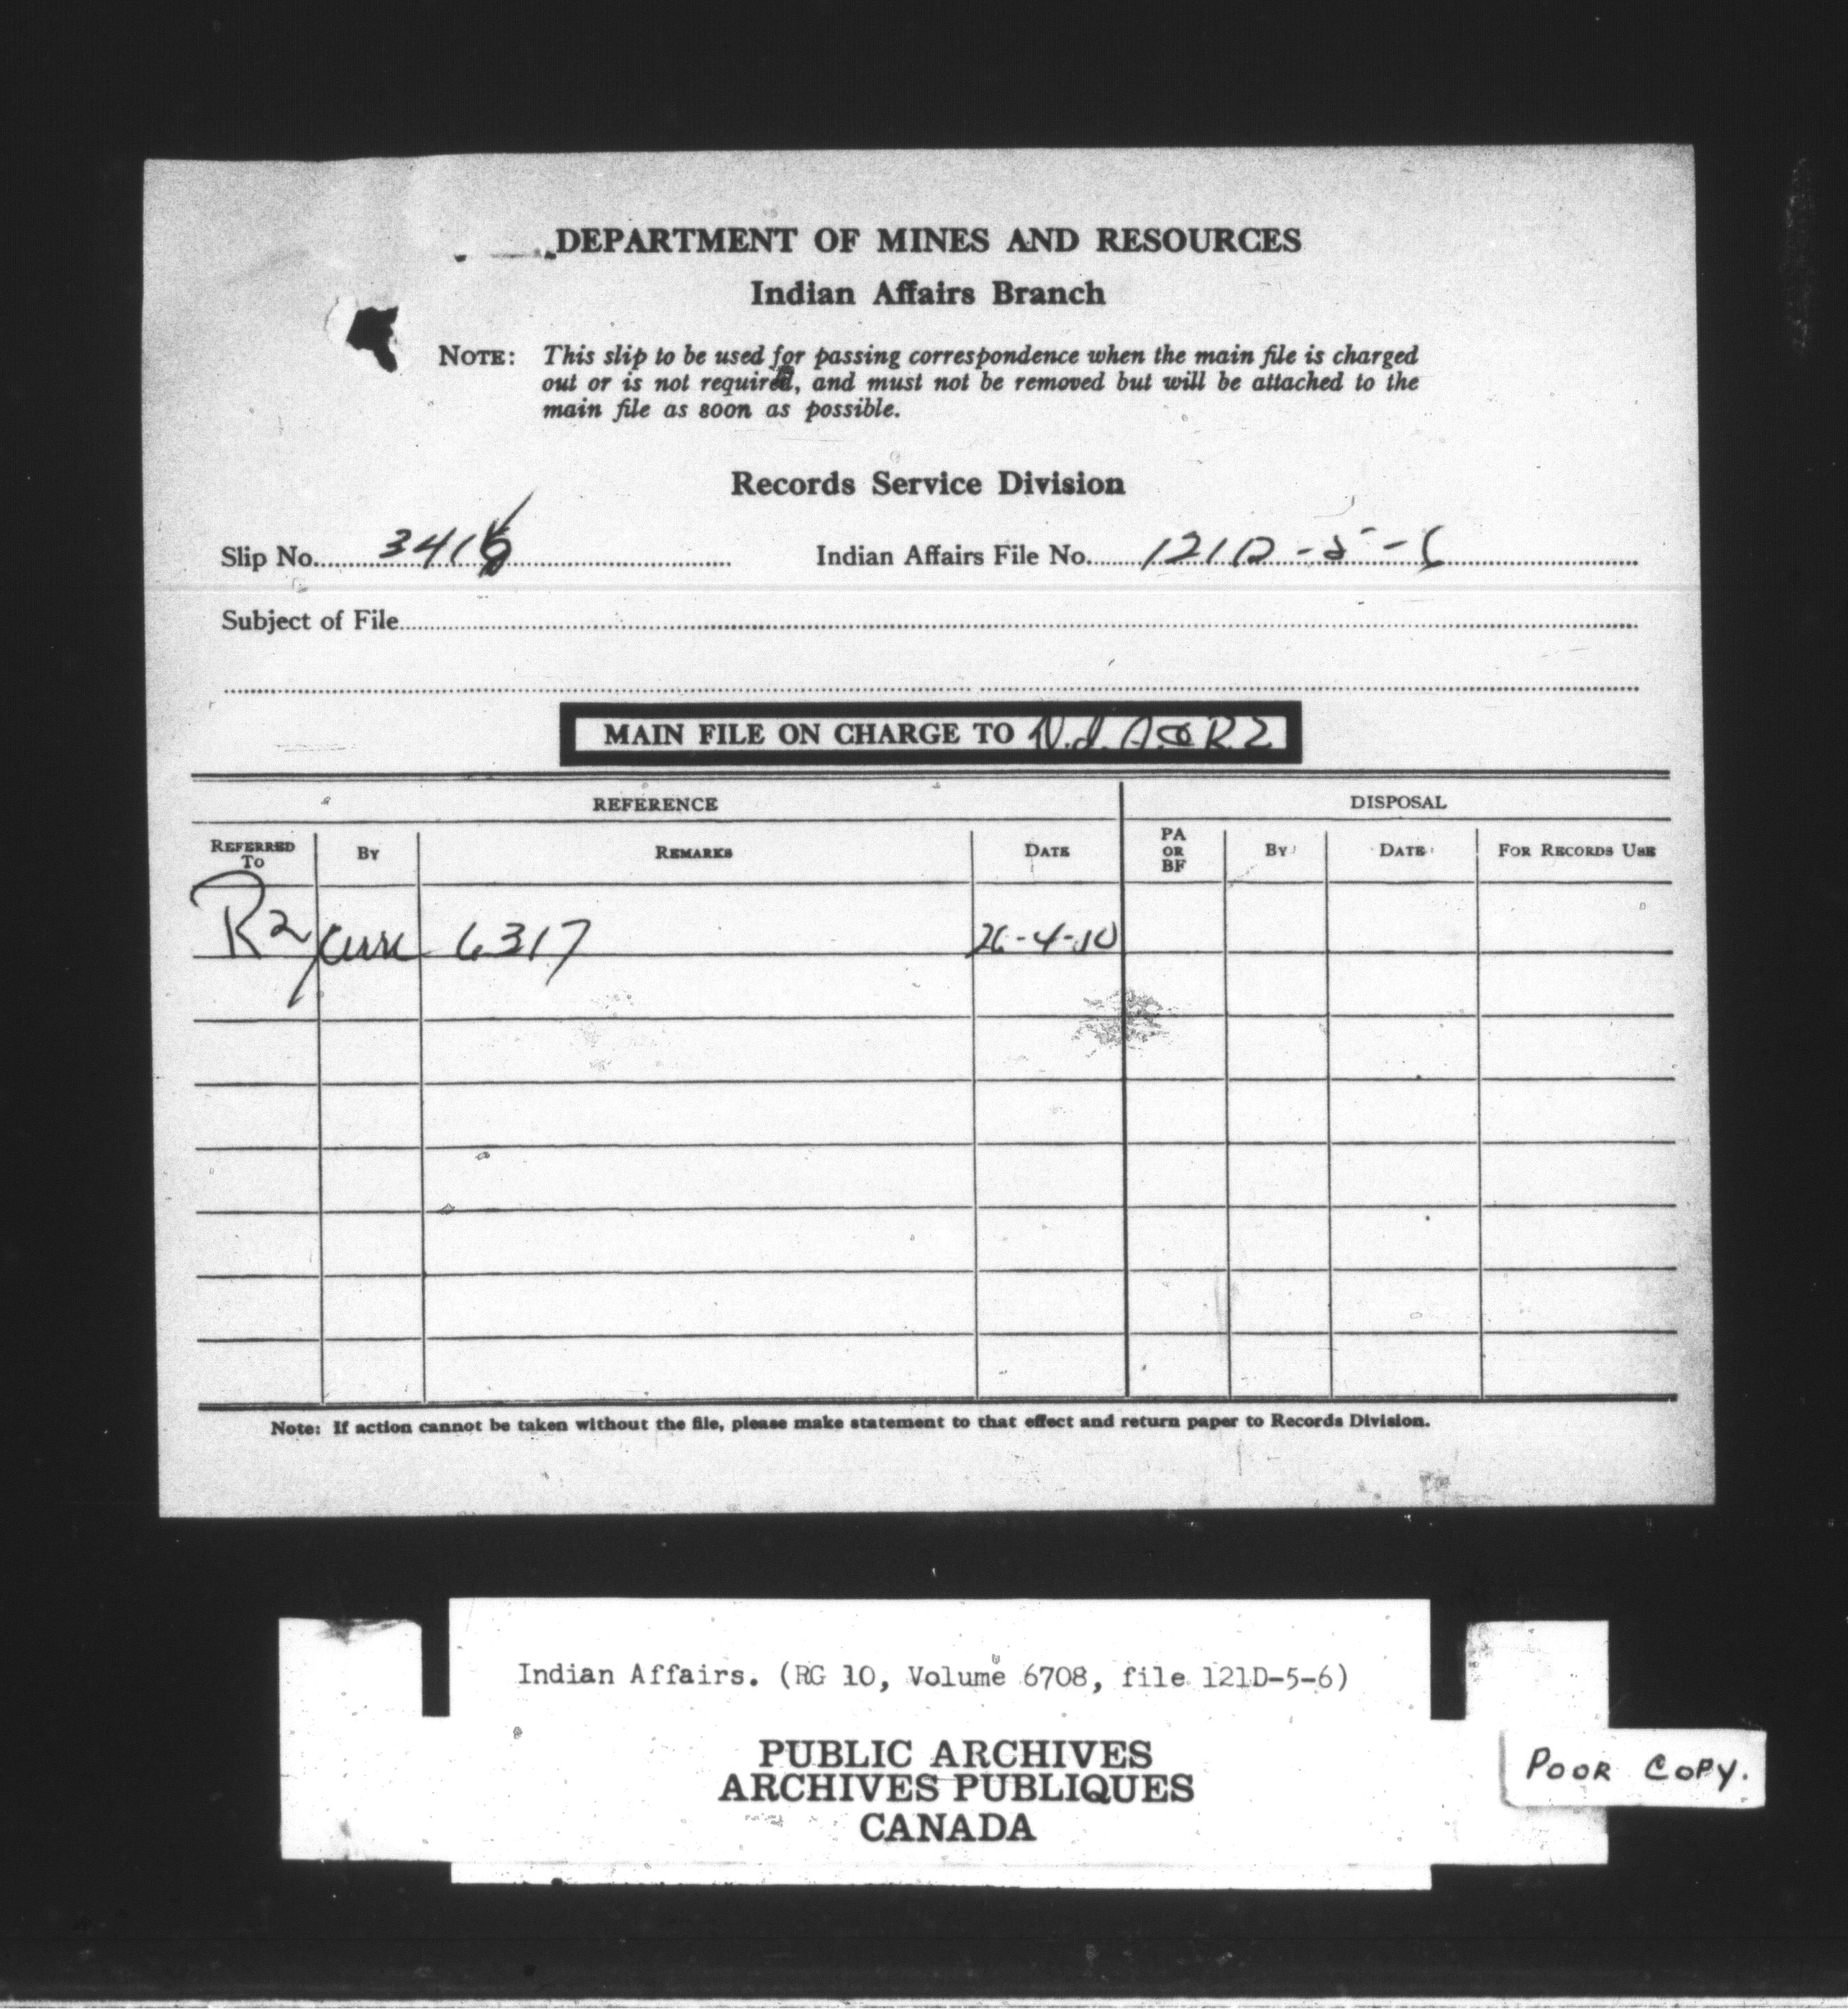 DEPARTMENT OF MINES AND RESOURCES
Indian Affairs Branch
NOTE: This slip to be used for passing correspondence when the main file is charged
out or is not required, and must not be removed but will be attached to the
main file as soon as possible.
Records Service Division
Slip No. Indian Affairs File No. 121D-5-6
Subject of File
MAIN FILE ON CHARGE TO
REFERENCE DISPOSAL
REFERRED TO BY REMARKS DATE PA OR BF BY DATE FOR RECORDS USE
R2 6317
Note: If action cannot be taken without the file, please make statement to that effect and return paper to Records Division.
Indian Affairs. (RG 10, Volume 6708, file 121D-5-6)
PUBLIC ARCHIVES
ARCHIVES PUBLIQUES
CANADA
POOR COPY.